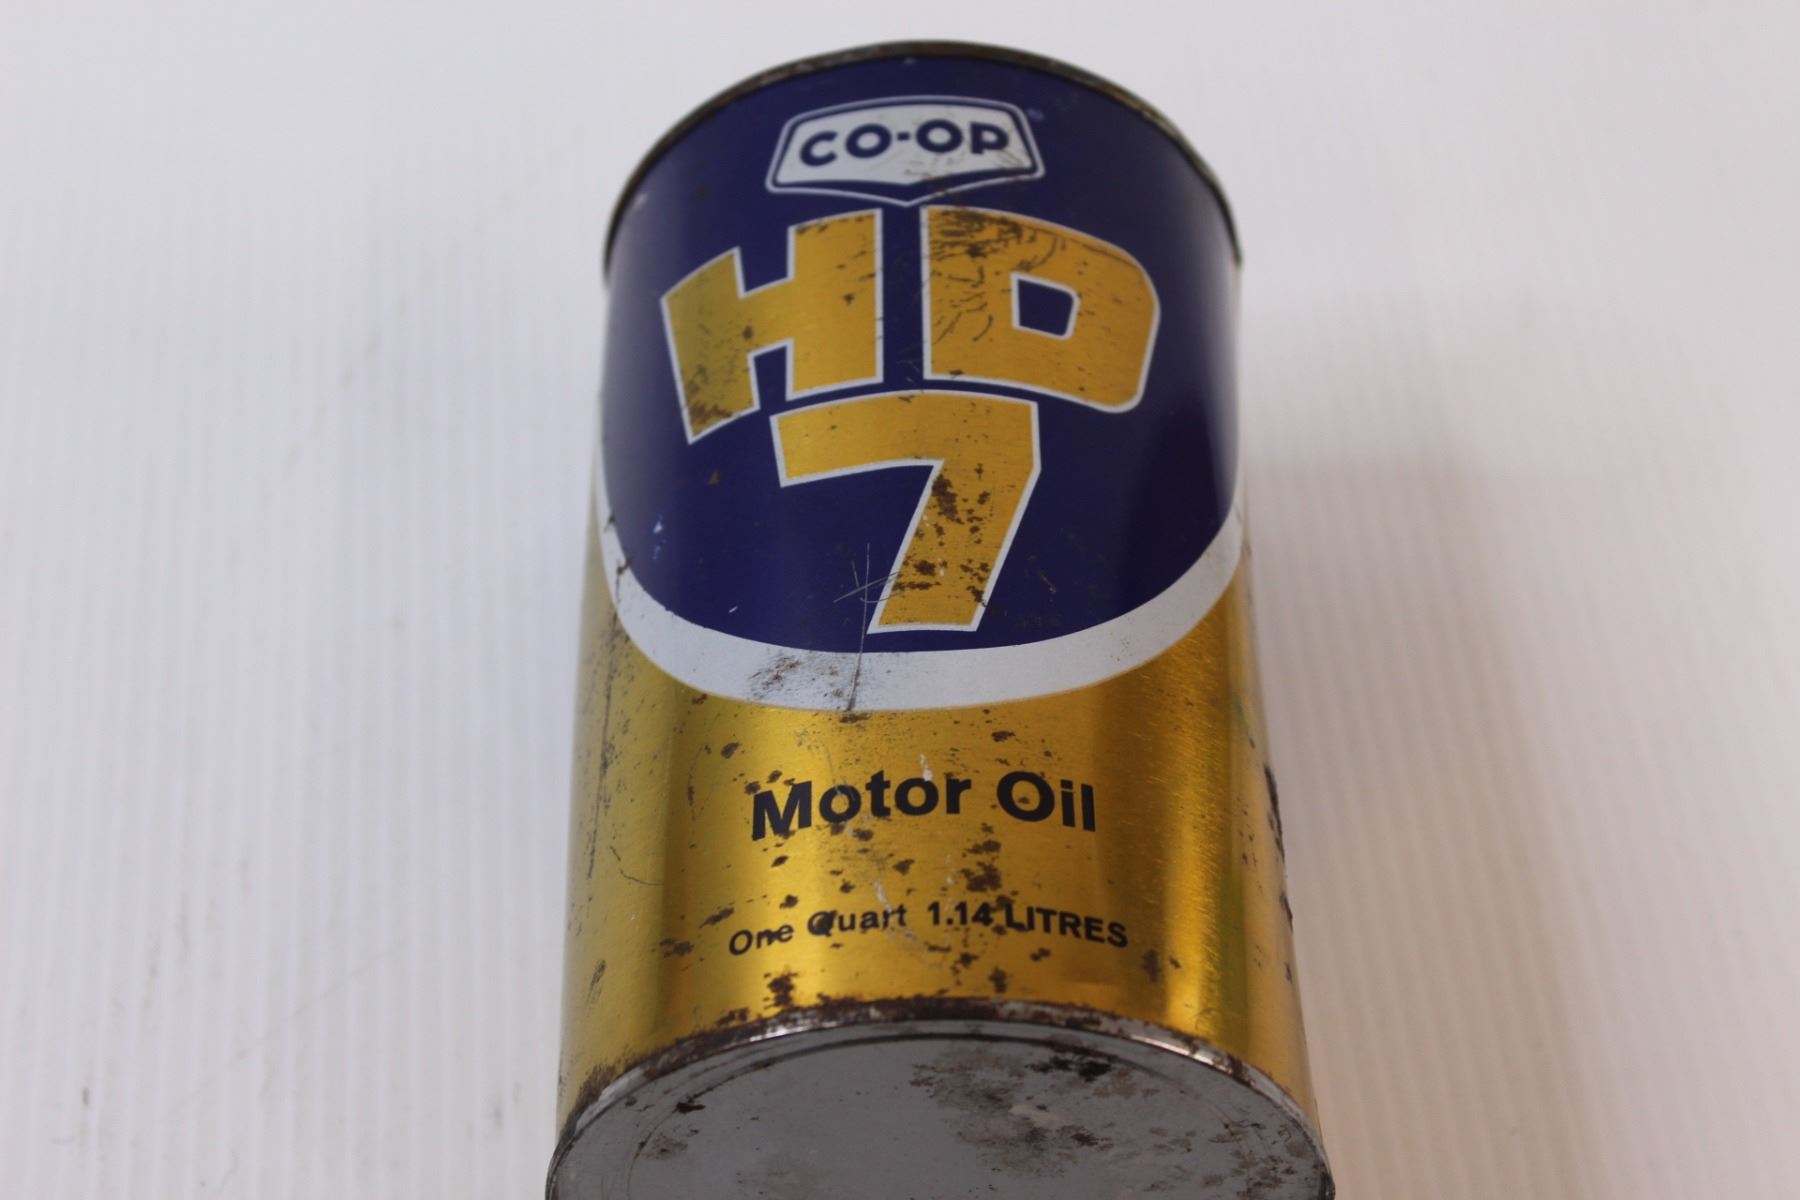 CO-OP
HD
7
Motor Oil
One Quart 1.14 LITRES